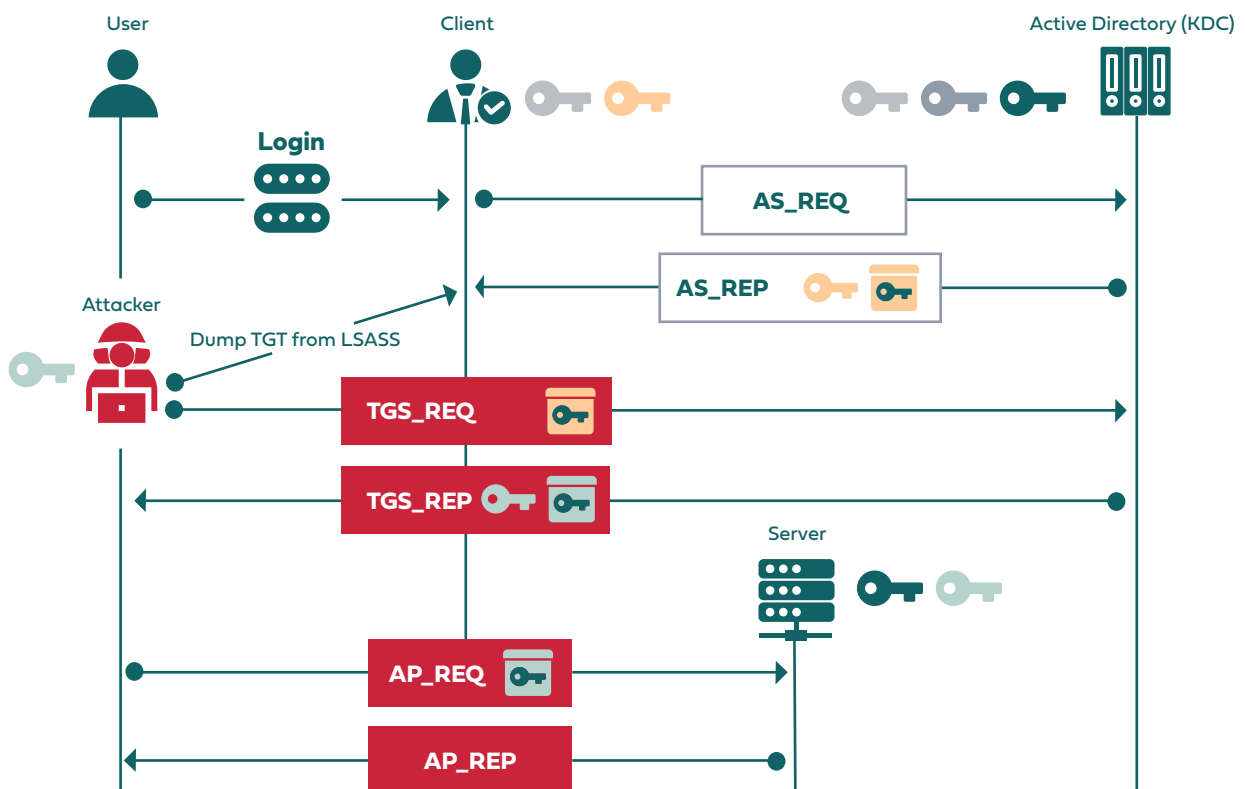 User
Client
Active Directory (KDC)
Login
AS_REQ
AS_REP
Attacker
Dump TGT from LSASS
TGS_REQ
TGS_REP
Server
AP_REQ
AP_REP